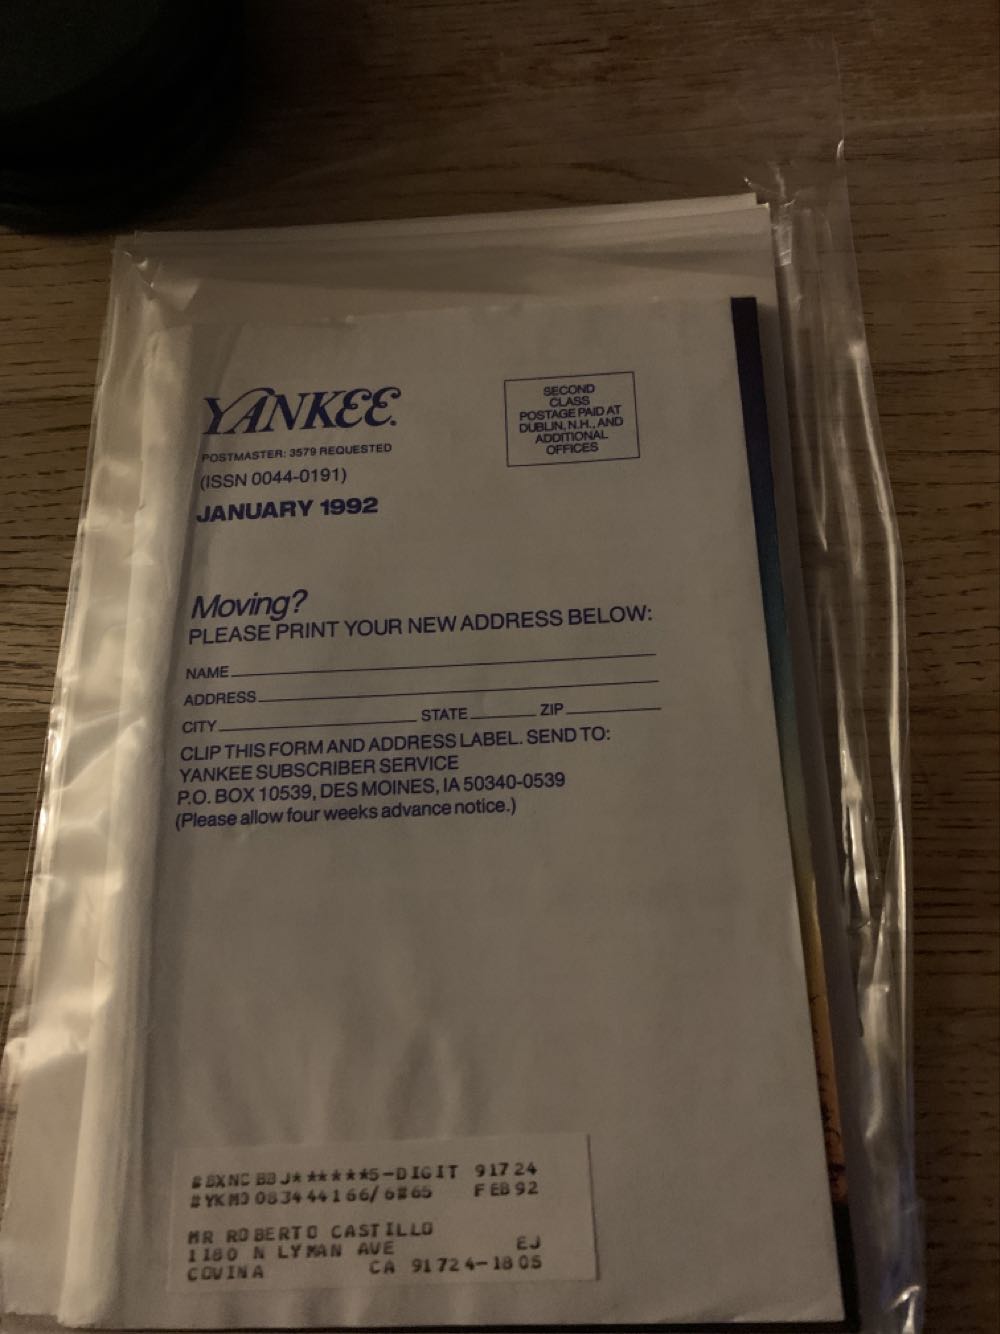 YANKEE.
POSTMASTER: 3579 REQUESTED
(ISSN 0044-0191)
JANUARY 1992
SECOND
CLASS
POSTAGE PAID AT
DUBLIN, N.H., AND
ADDITIONAL
OFFICES
Moving?
PLEASE PRINT YOUR NEW ADDRESS BELOW:
NAME
ADDRESS
CITY STATE ZIP
CLIP THIS FORM AND ADDRESS LABEL. SEND TO:
YANKEE SUBSCRIBER SERVICE
P.O. BOX 10539, DES MOINES, IA 50340-0539
(Please allow four weeks advance notice.)
#BXNC BBJ******5-DIGIT 91724
FEB 92
MR ROBERTO CASTILLO
1180 N LYMAN AVE EJ
COVINA CA 91724-1805